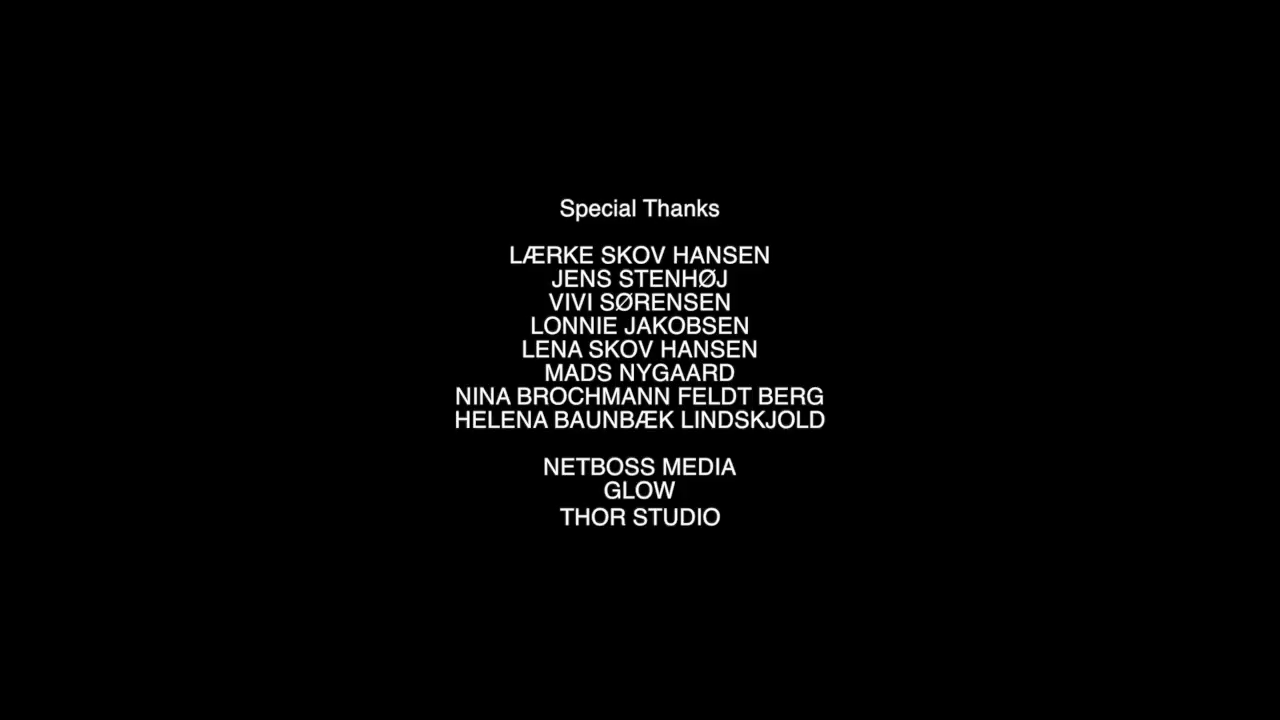 Special Thanks
LÆRKE SKOV HANSEN
JENS STENHØJ
VIVI SØRENSEN
LONNIE JAKOBSEN
LENA SKOV HANSEN
MADS NYGAARD
NINA BROCHMANN FELDT BERG
HELENA BAUNBÆK LINDSKJOLD
NETBOSS MEDIA
GLOW
THOR STUDIO